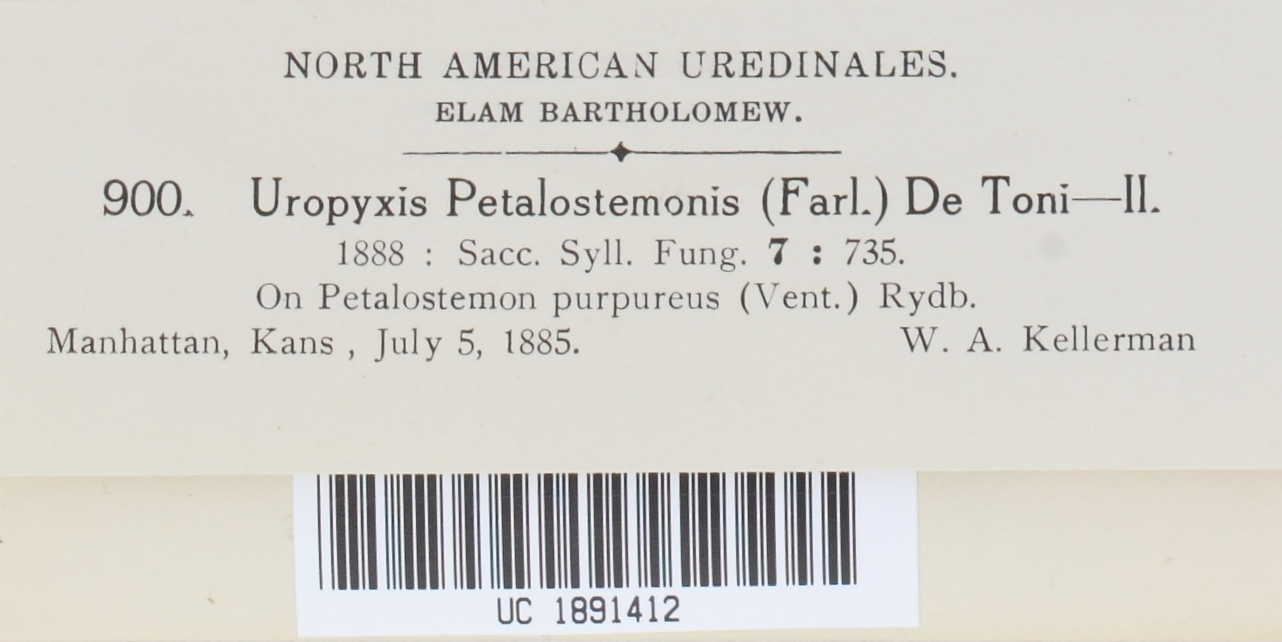 NORTH AMERICAN UREDINALES.
ELAM BARTHOLOMEW.
900. Uropyxis Petalostemonis (Farl.) De Toni—II.
1888 : Sacc. Syll. Fung. 7 : 735.
On Petalostemon purpureus (Vent.) Rydb.
Manhattan, Kans , July 5, 1885. W. A. Kellerman
UC 1891412